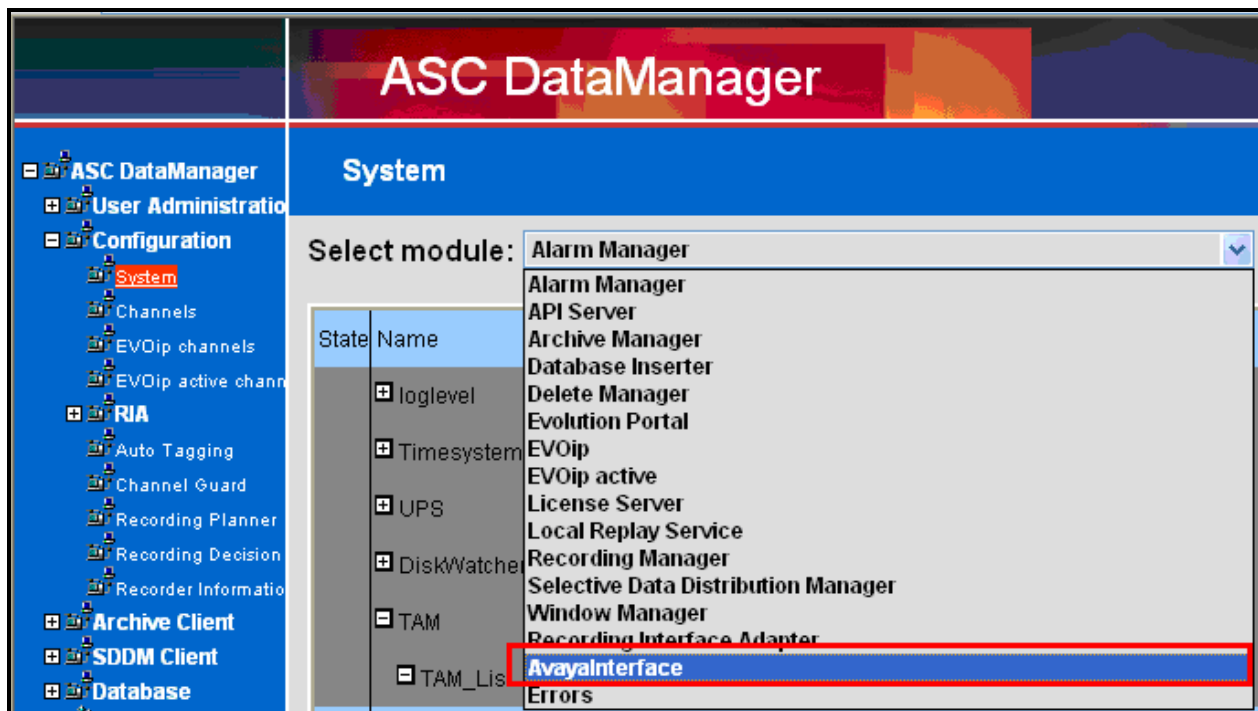 ASC DataManager
ASC DataManager
User Administratio
Configuration
System
Channels
EVOip channels
EVOip active chann
RIA
Auto Tagging
Channel Guard
Recording Planner
Recording Decision
Recorder Informatio
Archive Client
SDDM Client
Database
System
Select module: Alarm Manager
Alarm Manager
API Server
Archive Manager
Database Inserter
Delete Manager
Evolution Portal
EVOip
EVOip active
License Server
Local Replay Service
Recording Manager
Selective Data Distribution Manager
Window Manager
Recording Interface Adapter
AvayaInterface
Errors
State Name
loglevel
Timesystem
UPS
DiskWatcher
TAM
TAM_Lis